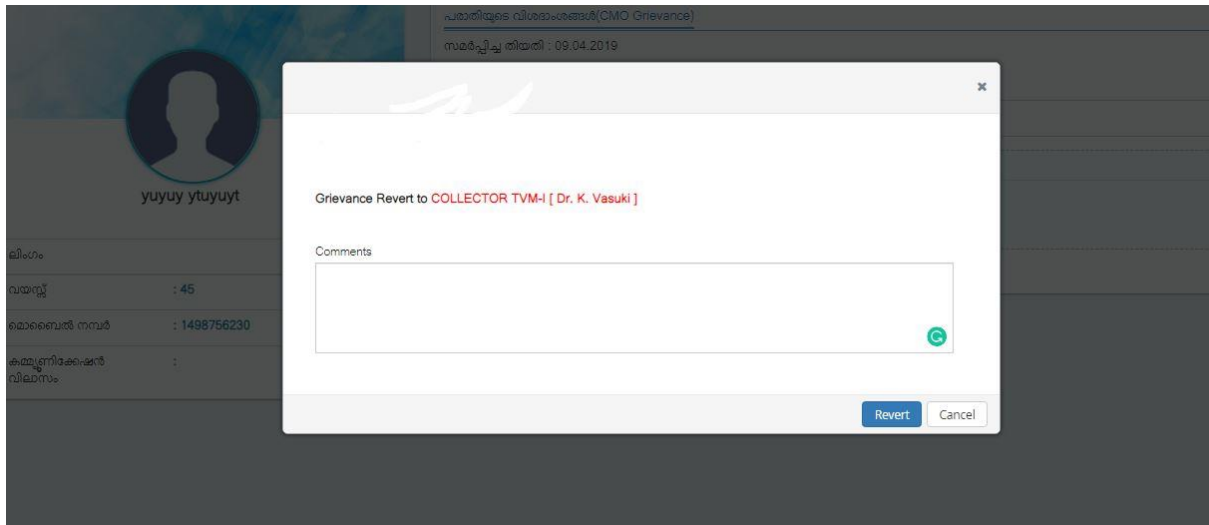 പരാതിയുടെ വിശദാംശങ്ങൾ(CMO Grievance)
സമർപ്പിച്ച തിയതി : 09.04.2019
yuyuy ytuyuyt
Grievance Revert to COLLECTOR TVM-I [ Dr. K. Vasuki ]
Comments
ലിംഗം
വയസ്സ് : 45
മൊബൈൽ നമ്പർ : 1498756230
കമ്മ്യൂണിക്കേഷൻ :
വിലാസം
Revert Cancel